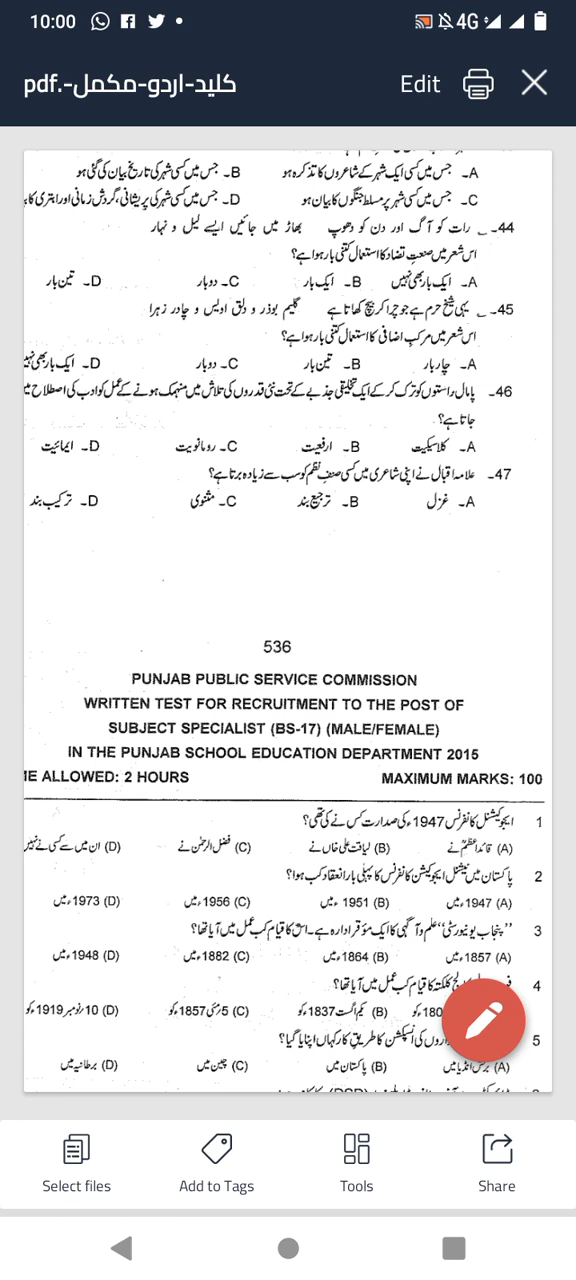 10:00
4G
کلید-اردو-مکمل-.pdf
Edit
A۔ جس میں کسی ایک شہر کے شاعروں کا تذکرہ ہو B۔ جس میں کسی شہر کی تاریخ بیان کی گئی ہو
C۔ جس میں کسی شہر پر مسلط جنگوں کا بیان ہو D۔ جس میں کسی شہر کی پریشانی، گردشِ زمانی اور ابتری کا
44۔ رات کو آگ اور دن کو دھوپ بھاڑ میں جائیں ایسے لیل و نہار
اس شعر میں صنعتِ تضاد کا استعمال کتنی بار ہوا ہے؟
A۔ ایک بار بھی نہیں B۔ ایک بار C۔ دو بار D۔ تین بار
45۔ یہی شیخِ حرم ہے جو چرا کر بیچ کھاتا ہے گلیمِ بوذر و دلقِ اویس و چادرِ زہرا
اس شعر میں مرکب اضافی کا استعمال کتنی بار ہوا ہے؟
A۔ چار بار B۔ تین بار C۔ دو بار D۔ ایک بار بھی نہیں
46۔ پامال راستوں کو ترک کر کے ایک تخلیقی جذبے کے تحت نئی قدروں کی تلاش میں منہمک ہونے کے عمل کو ادب کی اصطلاح میں
جاتا ہے؟
A۔ کلاسیکیت B۔ ارفعیت C۔ رومانویت D۔ ایمائیت
47۔ علامہ اقبال نے اپنی شاعری میں کس صنفِ نظم کو سب سے زیادہ برتا ہے؟
A۔ غزل B۔ ترجیع بند C۔ مثنوی D۔ ترکیب بند
536
PUNJAB PUBLIC SERVICE COMMISSION
WRITTEN TEST FOR RECRUITMENT TO THE POST OF
SUBJECT SPECIALIST (BS-17) (MALE/FEMALE)
IN THE PUNJAB SCHOOL EDUCATION DEPARTMENT 2015
IE ALLOWED: 2 HOURS MAXIMUM MARKS: 100
1 ایجوکیشنل کانفرنس 1947ء کی صدارت کس نے کی تھی؟
(A) قائداعظمؒ نے (B) لیاقت علی خاں نے (C) فضل الرحمٰن نے (D) ان میں سے کسی نے نہیں
2 پاکستان میں نیشنل ایجوکیشن کانفرنس کا پہلی بار انعقاد کب ہوا؟
(A) 1947ء میں (B) 1951ء میں (C) 1956ء میں (D) 1973ء میں
3 ”پنجاب یونیورسٹی“ علم و آگہی کا ایک مؤقر ادارہ ہے۔ اس کا قیام کب عمل میں آیا تھا؟
(A) 1857ء میں (B) 1864ء میں (C) 1882ء میں (D) 1948ء میں
4 کلکتہ کا قیام کب عمل میں آیا تھا؟
180 ء کو (B) یکم اگست 1837ء کو (C) 5 مئی 1857ء کو (D) 10 نومبر 1919ء کو
5 کی انسپکشن کا طریقِ کار کہاں اپنایا گیا؟
(A) برٹش انڈیا میں (B) پاکستان میں (C) چین میں (D) برطانیہ میں
Select files
Add to Tags
Tools
Share